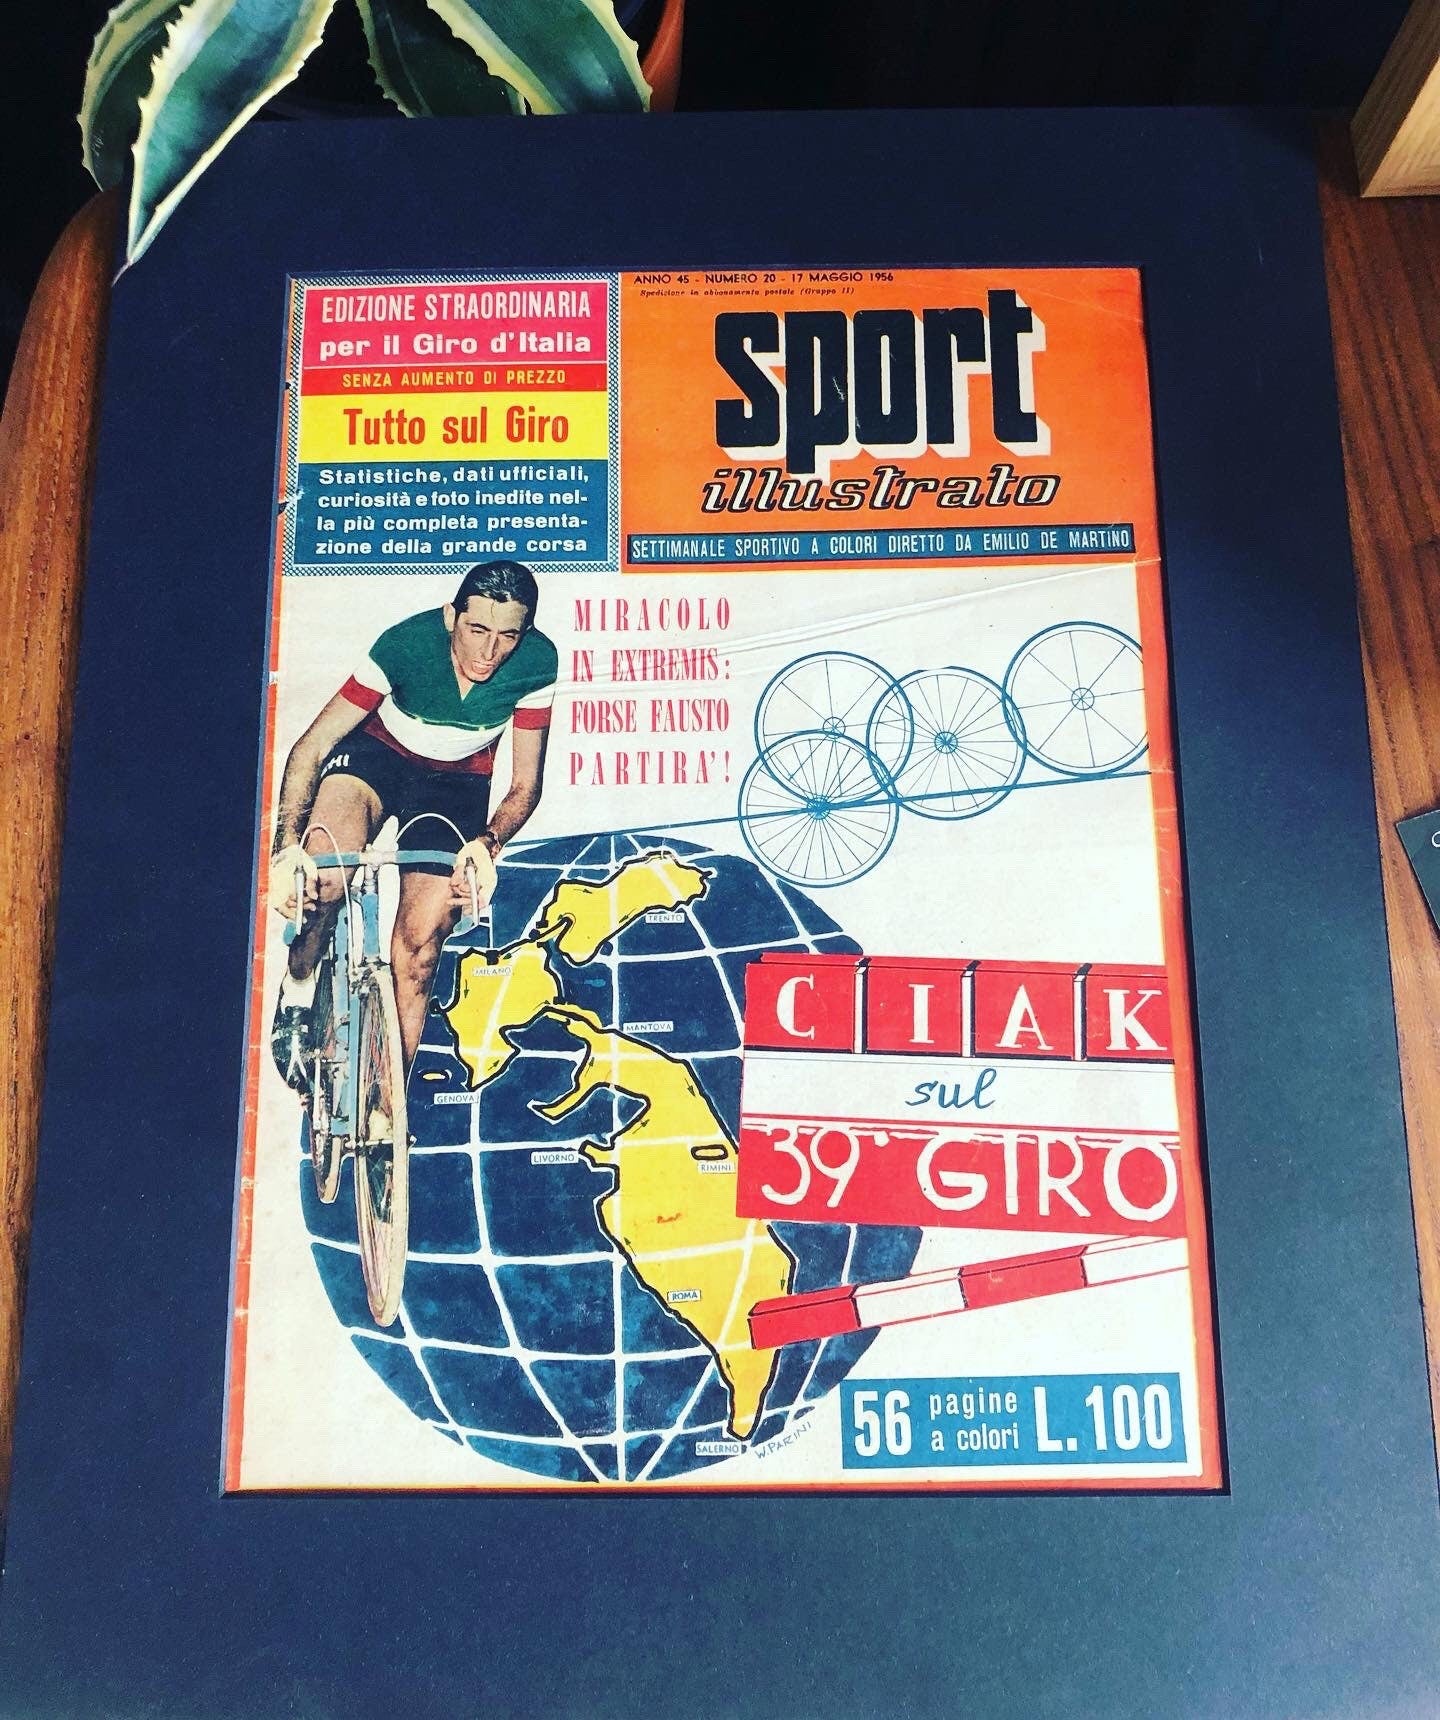 EDIZIONE STRAORDINARIA
per il Giro d'Italia
SENZA AUMENTO DI PREZZO
Tutto sul Giro
Statistiche, dati ufficiali,
curiosità e foto inedite nel-
la più completa presenta-
zione della grande corsa
ANNO 45 - NUMERO 20 - 17 MAGGIO 1956
Spedizione in abbonamento postale (Gruppo II)
sport
illustrato
SETTIMANALE SPORTIVO A COLORI DIRETTO DA EMILIO DE MARTINO
MIRACOLO
IN EXTREMIS:
FORSE FAUSTO
PARTIRA'!
HI
TRENTO
MILANO
MANTOVA
GENOVA
LIVORNO
RIMINI
ROMA
SALERNO
W. PARINI
CIAK
sul
39° GIRO
56 pagine
a colori L. 100